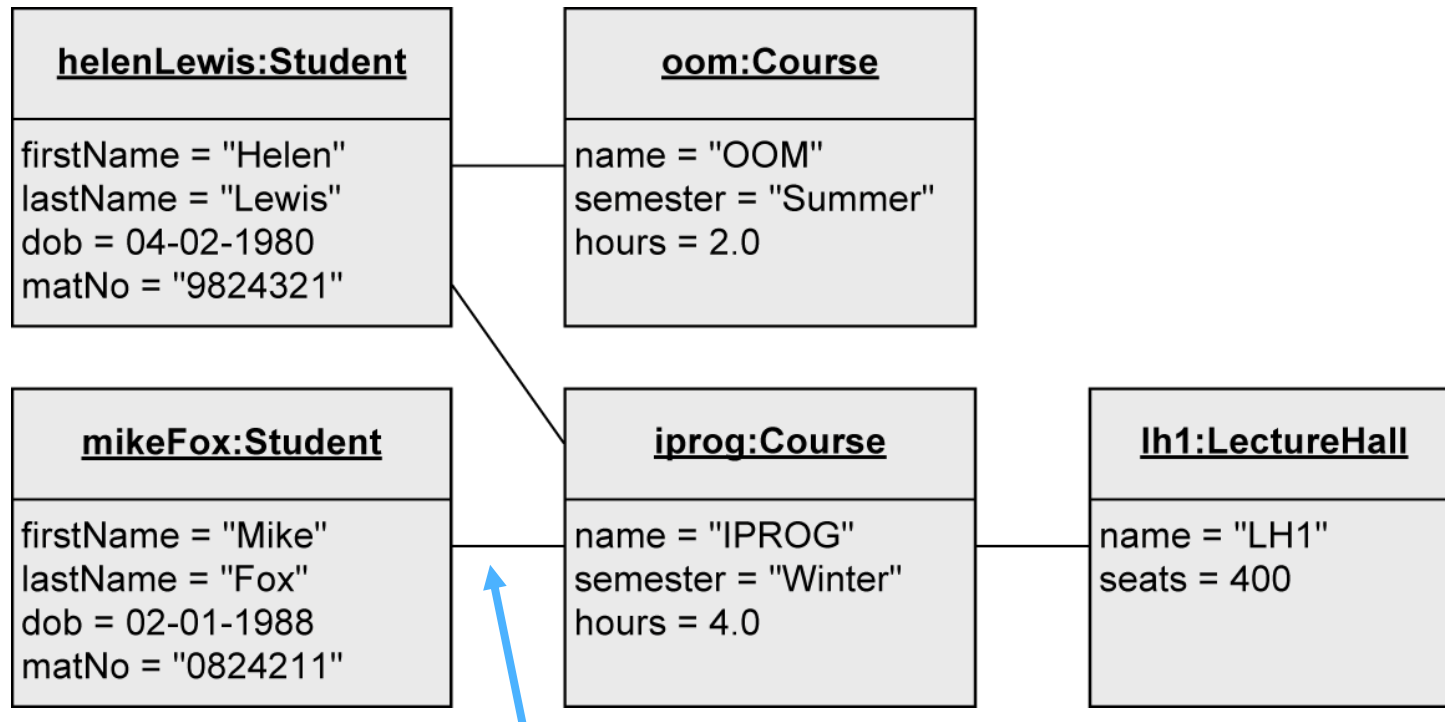 helenLewis:Student
firstName = "Helen"
lastName = "Lewis"
dob = 04-02-1980
matNo = "9824321"
oom:Course
name = "OOM"
semester = "Summer"
hours = 2.0
mikeFox:Student
firstName = "Mike"
lastName = "Fox"
dob = 02-01-1988
matNo = "0824211"
iprog:Course
name = "IPROG"
semester = "Winter"
hours = 4.0
lh1:LectureHall
name = "LH1"
seats = 400